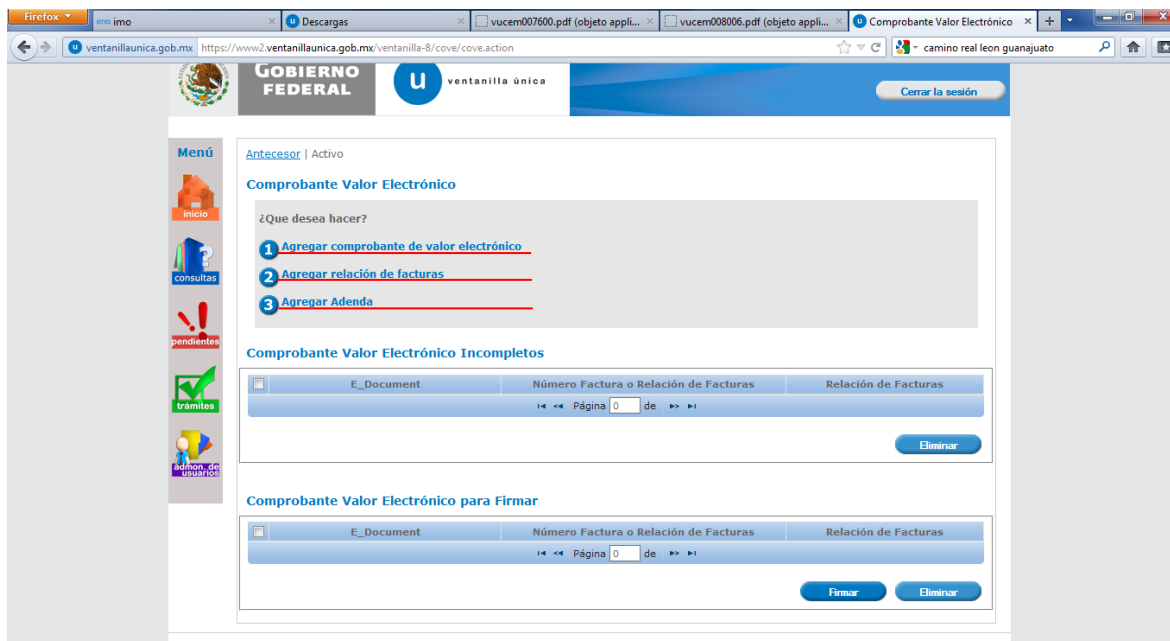 Firefox
imo imo
Descargas
vucem007600.pdf (objeto appli...
vucem008006.pdf (objeto appli...
Comprobante Valor Electrónico
ventanillaunica.gob.mx https://www2.ventanillaunica.gob.mx/ventanilla-8/cove/cove.action
camino real leon guanajuato
GOBIERNO
FEDERAL
u ventanilla única
Cerrar la sesión
Menú
inicio
consultas
pendientes
trámites
admon. de
usuarios
Antecesor | Activo
Comprobante Valor Electrónico
¿Que desea hacer?
1 Agregar comprobante de valor electrónico
2 Agregar relación de facturas
3 Agregar Adenda
Comprobante Valor Electrónico Incompletos
E_Document Número Factura o Relación de Facturas Relación de Facturas
Página 0 de
Eliminar
Comprobante Valor Electrónico para Firmar
E_Document Número Factura o Relación de Facturas Relación de Facturas
Página 0 de
Firmar Eliminar